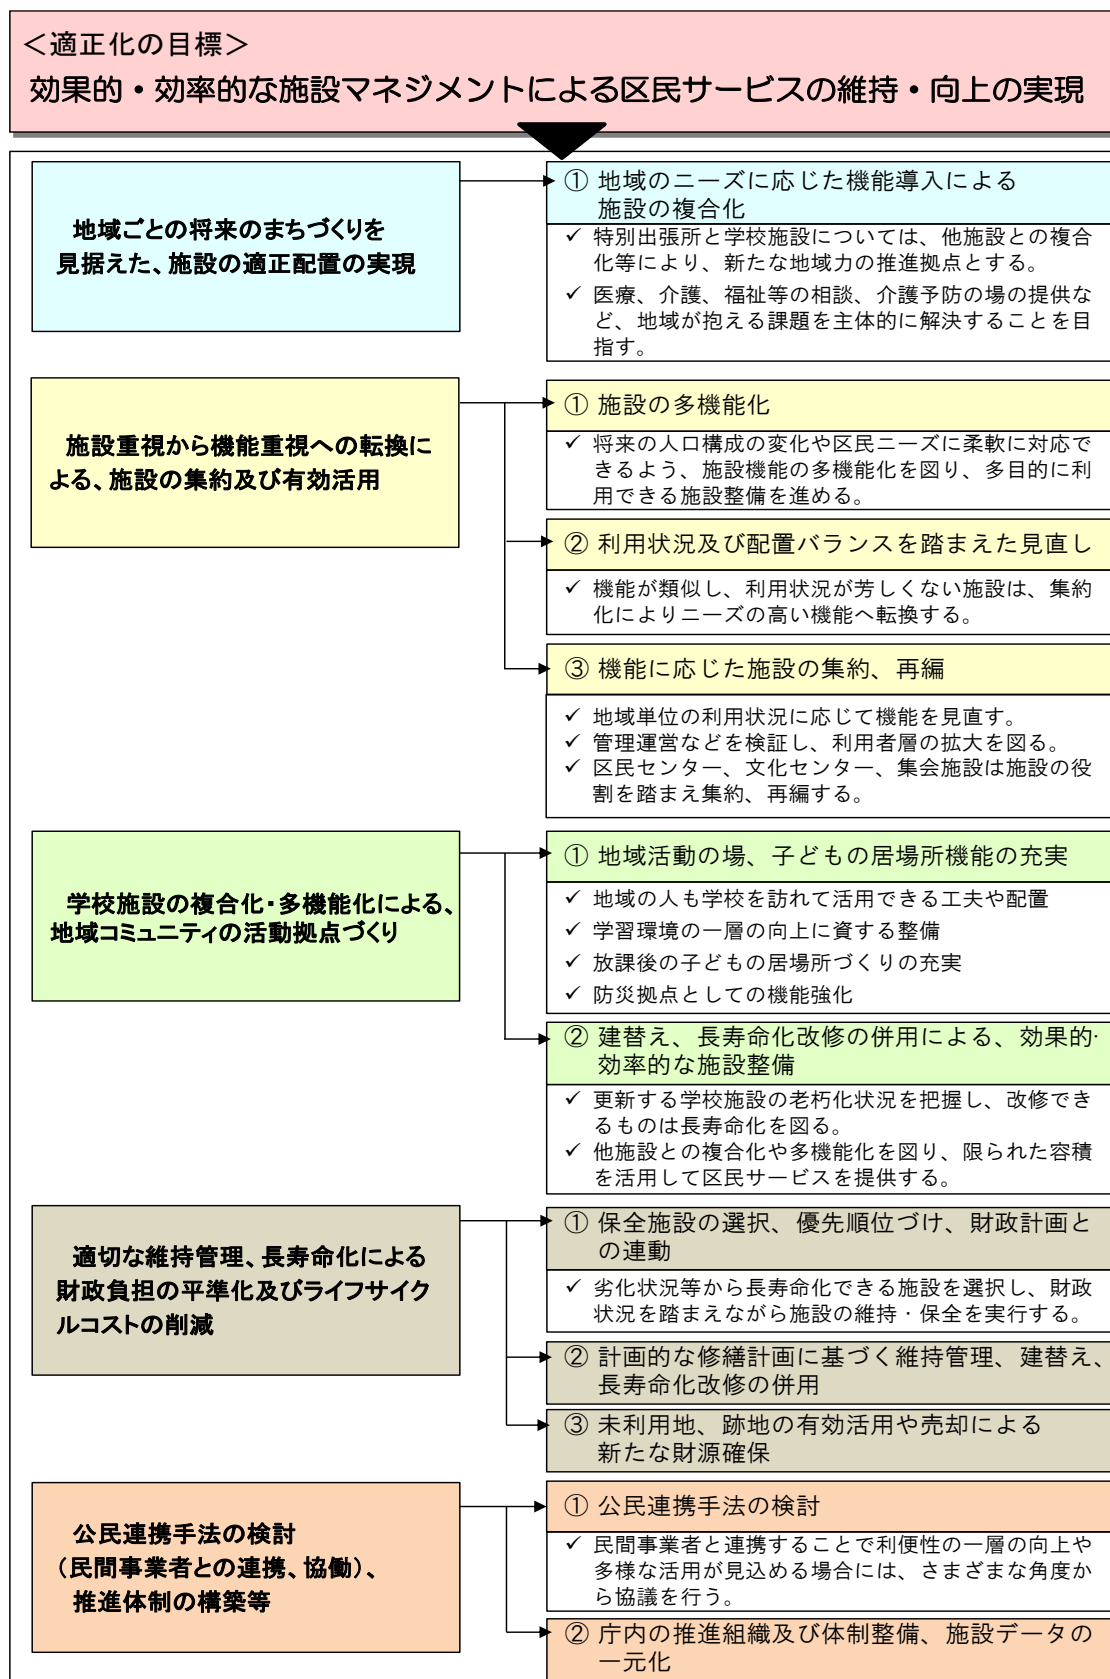 ＜適正化の目標＞
効果的・効率的な施設マネジメントによる区民サービスの維持・向上の実現
地域ごとの将来のまちづくりを
見据えた、施設の適正配置の実現
① 地域のニーズに応じた機能導入による
施設の複合化
✓ 特別出張所と学校施設については、他施設との複合
化等により、新たな地域力の推進拠点とする。
✓ 医療、介護、福祉等の相談、介護予防の場の提供な
ど、地域が抱える課題を主体的に解決することを目
指す。
施設重視から機能重視への転換に
よる、施設の集約及び有効活用
① 施設の多機能化
✓ 将来の人口構成の変化や区民ニーズに柔軟に対応で
きるよう、施設機能の多機能化を図り、多目的に利
用できる施設整備を進める。
② 利用状況及び配置バランスを踏まえた見直し
✓ 機能が類似し、利用状況が芳しくない施設は、集約
化によりニーズの高い機能へ転換する。
③ 機能に応じた施設の集約、再編
✓ 地域単位の利用状況に応じて機能を見直す。
✓ 管理運営などを検証し、利用者層の拡大を図る。
✓ 区民センター、文化センター、集会施設は施設の役
割を踏まえ集約、再編する。
学校施設の複合化・多機能化による、
地域コミュニティの活動拠点づくり
① 地域活動の場、子どもの居場所機能の充実
✓ 地域の人も学校を訪れて活用できる工夫や配置
✓ 学習環境の一層の向上に資する整備
✓ 放課後の子どもの居場所づくりの充実
✓ 防災拠点としての機能強化
② 建替え、長寿命化改修の併用による、効果的・
効率的な施設整備
✓ 更新する学校施設の老朽化状況を把握し、改修でき
るものは長寿命化を図る。
✓ 他施設との複合化や多機能化を図り、限られた容積
を活用して区民サービスを提供する。
適切な維持管理、長寿命化による
財政負担の平準化及びライフサイク
ルコストの削減
① 保全施設の選択、優先順位づけ、財政計画と
の連動
✓ 劣化状況等から長寿命化できる施設を選択し、財政
状況を踏まえながら施設の維持・保全を実行する。
② 計画的な修繕計画に基づく維持管理、建替え、
長寿命化改修の併用
③ 未利用地、跡地の有効活用や売却による
新たな財源確保
公民連携手法の検討
（民間事業者との連携、協働）、
推進体制の構築等
① 公民連携手法の検討
✓ 民間事業者と連携することで利便性の一層の向上や
多様な活用が見込める場合には、さまざまな角度か
ら協議を行う。
② 庁内の推進組織及び体制整備、施設データの
一元化